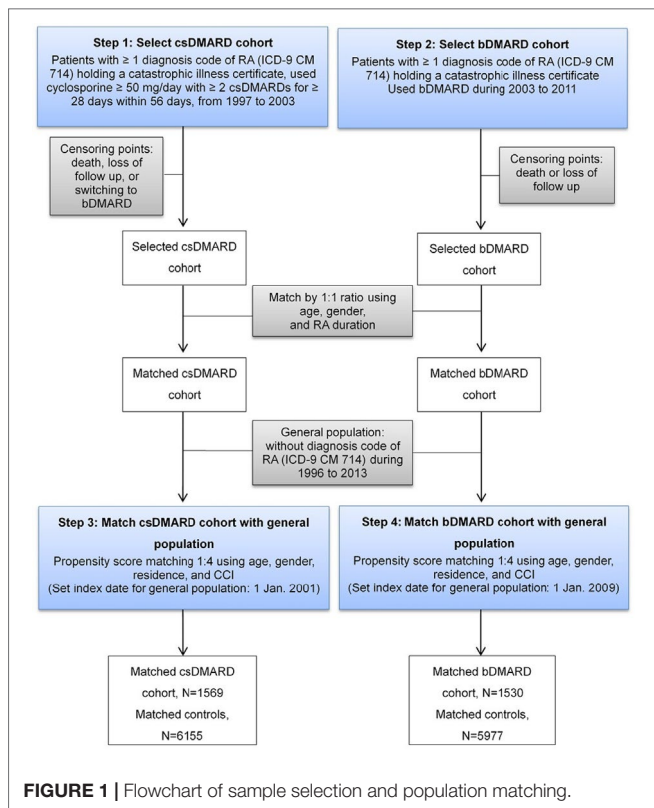 Step 1: Select csDMARD cohort
Patients with ≥ 1 diagnosis code of RA (ICD-9 CM
714) holding a catastrophic illness certificate, used
cyclosporine ≥ 50 mg/day with ≥ 2 csDMARDs for ≥
28 days within 56 days, from 1997 to 2003
Step 2: Select bDMARD cohort
Patients with ≥ 1 diagnosis code of RA (ICD-9 CM
714) holding a catastrophic illness certificate
Used bDMARD during 2003 to 2011
Censoring points:
death, loss of
follow up, or
switching to
bDMARD
Censoring points:
death or loss of
follow up
Selected csDMARD
cohort
Selected bDMARD
cohort
Match by 1:1 ratio using
age, gender,
and RA duration
Matched csDMARD
cohort
Matched bDMARD
cohort
General population:
without diagnosis code of
RA (ICD-9 CM 714) during
1996 to 2013
Step 3: Match csDMARD cohort with general
population
Propensity score matching 1:4 using age, gender,
residence, and CCI
(Set index date for general population: 1 Jan. 2001)
Step 4: Match bDMARD cohort with general
population
Propensity score matching 1:4 using age, gender,
residence, and CCI
(Set index date for general population: 1 Jan. 2009)
Matched csDMARD
cohort, N=1569
Matched controls,
N=6155
Matched bDMARD
cohort, N=1530
Matched controls,
N=5977
FIGURE 1 | Flowchart of sample selection and population matching.